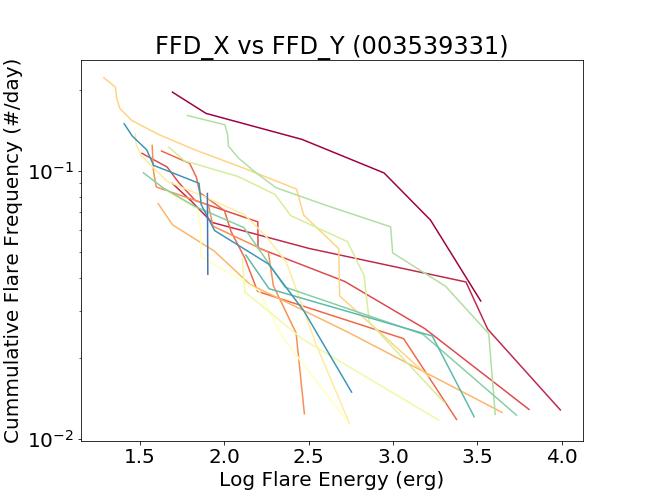 FFD_X vs FFD_Y (003539331)
Cummulative Flare Frequency (#/day)
10⁻¹
10⁻²
1.5 2.0 2.5 3.0 3.5 4.0
Log Flare Energy (erg)